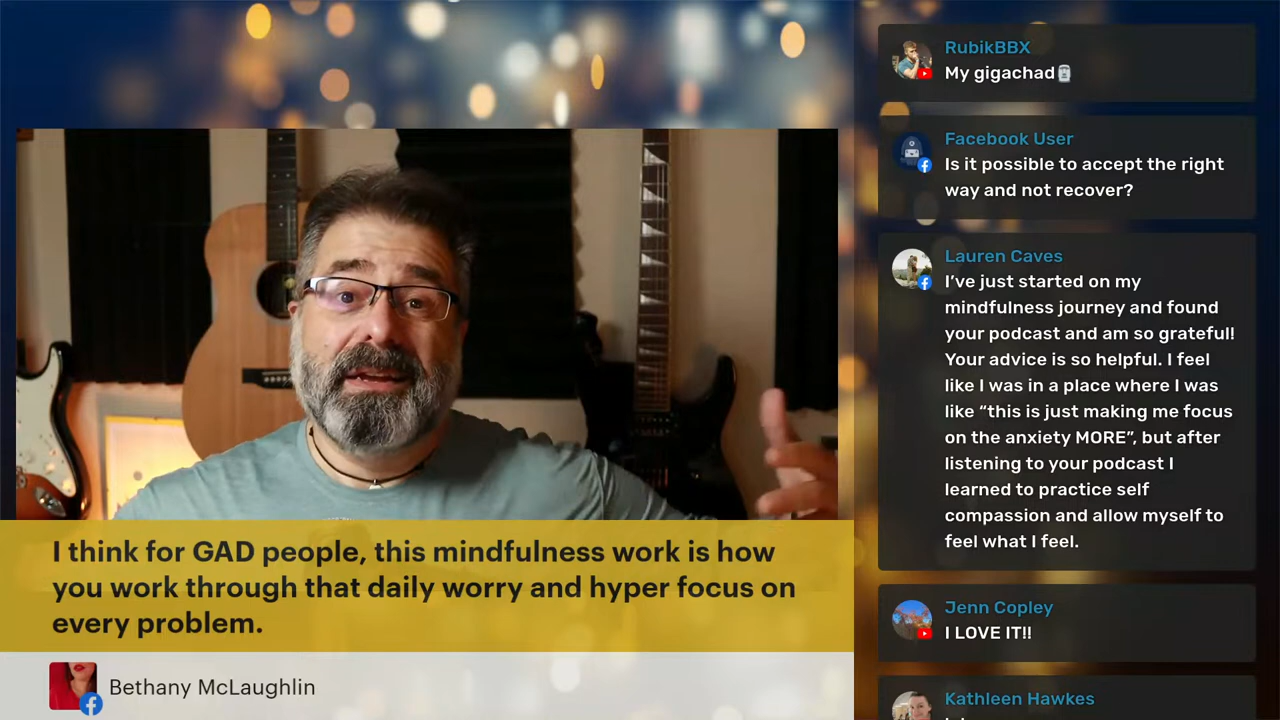 I think for GAD people, this mindfulness work is how
you work through that daily worry and hyper focus on
every problem.
Bethany McLaughlin
RubikBBX
My gigachad🗿
Facebook User
Is it possible to accept the right
way and not recover?
Lauren Caves
I’ve just started on my
mindfulness journey and found
your podcast and am so grateful!
Your advice is so helpful. I feel
like I was in a place where I was
like “this is just making me focus
on the anxiety MORE”, but after
listening to your podcast I
learned to practice self
compassion and allow myself to
feel what I feel.
Jenn Copley
I LOVE IT!!
Kathleen Hawkes